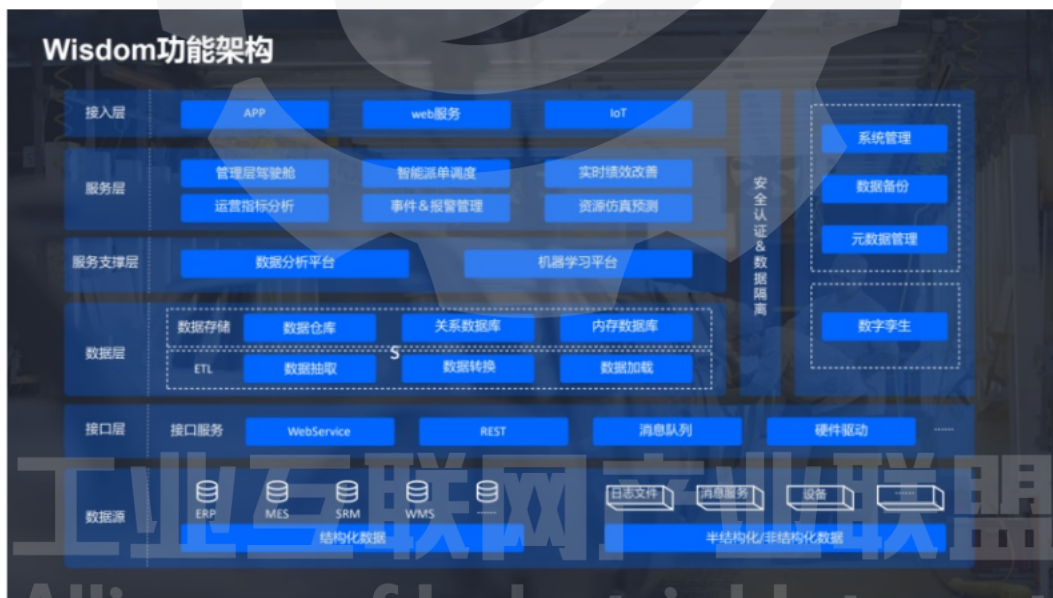 Wisdom功能架构
接入层
APP
web服务
IoT
服务层
管理层驾驶舱
智能派单调度
实时绩效改善
运营指标分析
事件&报警管理
资源仿真预测
服务支撑层
数据分析平台
机器学习平台
数据层
数据存储
数据仓库
关系数据库
内存数据库
S
ETL
数据抽取
数据转换
数据加载
安全认证&数据隔离
系统管理
数据备份
元数据管理
数字孪生
接口层
接口服务
WebService
REST
消息队列
硬件驱动
……
数据源
ERP
MES
SRM
WMS
……
结构化数据
日志文件
消息服务
设备
……
半结构化/非结构化数据
工业互联网产业联盟
Alliance of Industrial Internet